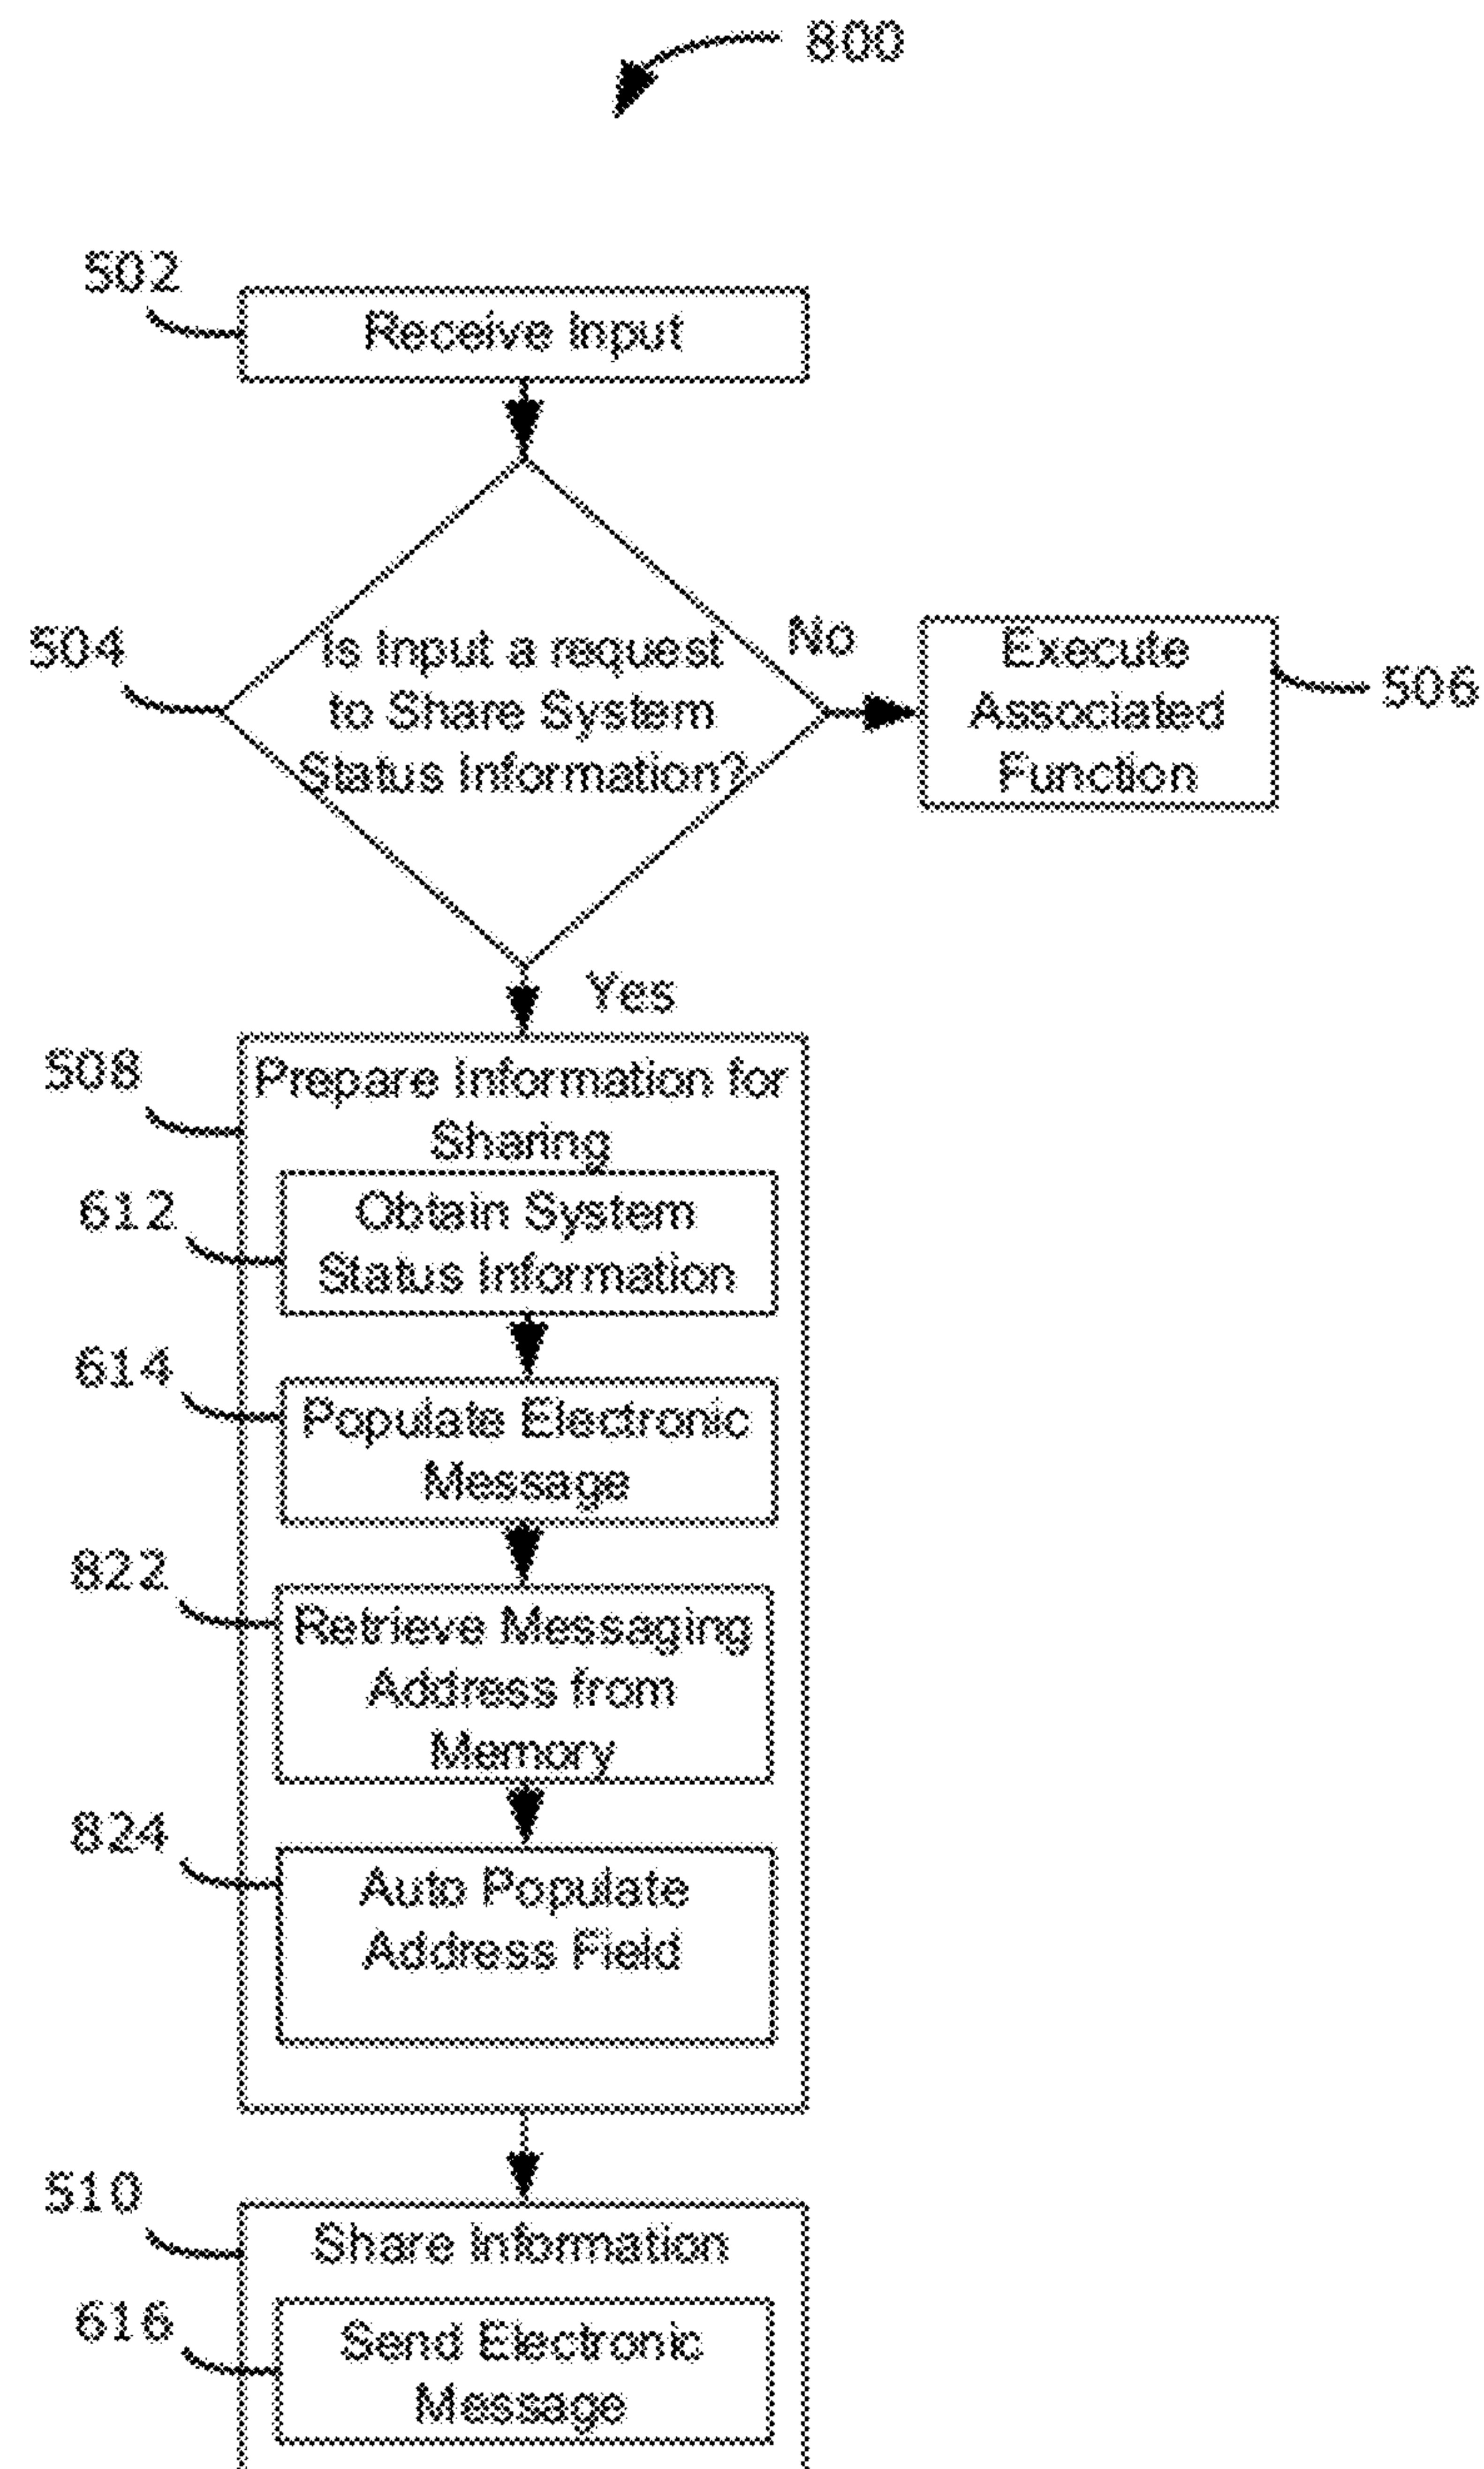 800
502
Receive Input
504
Is Input a request
to Share System
Status Information?
No
Execute
Associated
Function
506
Yes
508
Prepare Information for
Sharing
612
Obtain System
Status Information
614
Populate Electronic
Message
822
Retrieve Messaging
Address from
Memory
824
Auto Populate
Address Field
510
Share Information
616
Send Electronic
Message